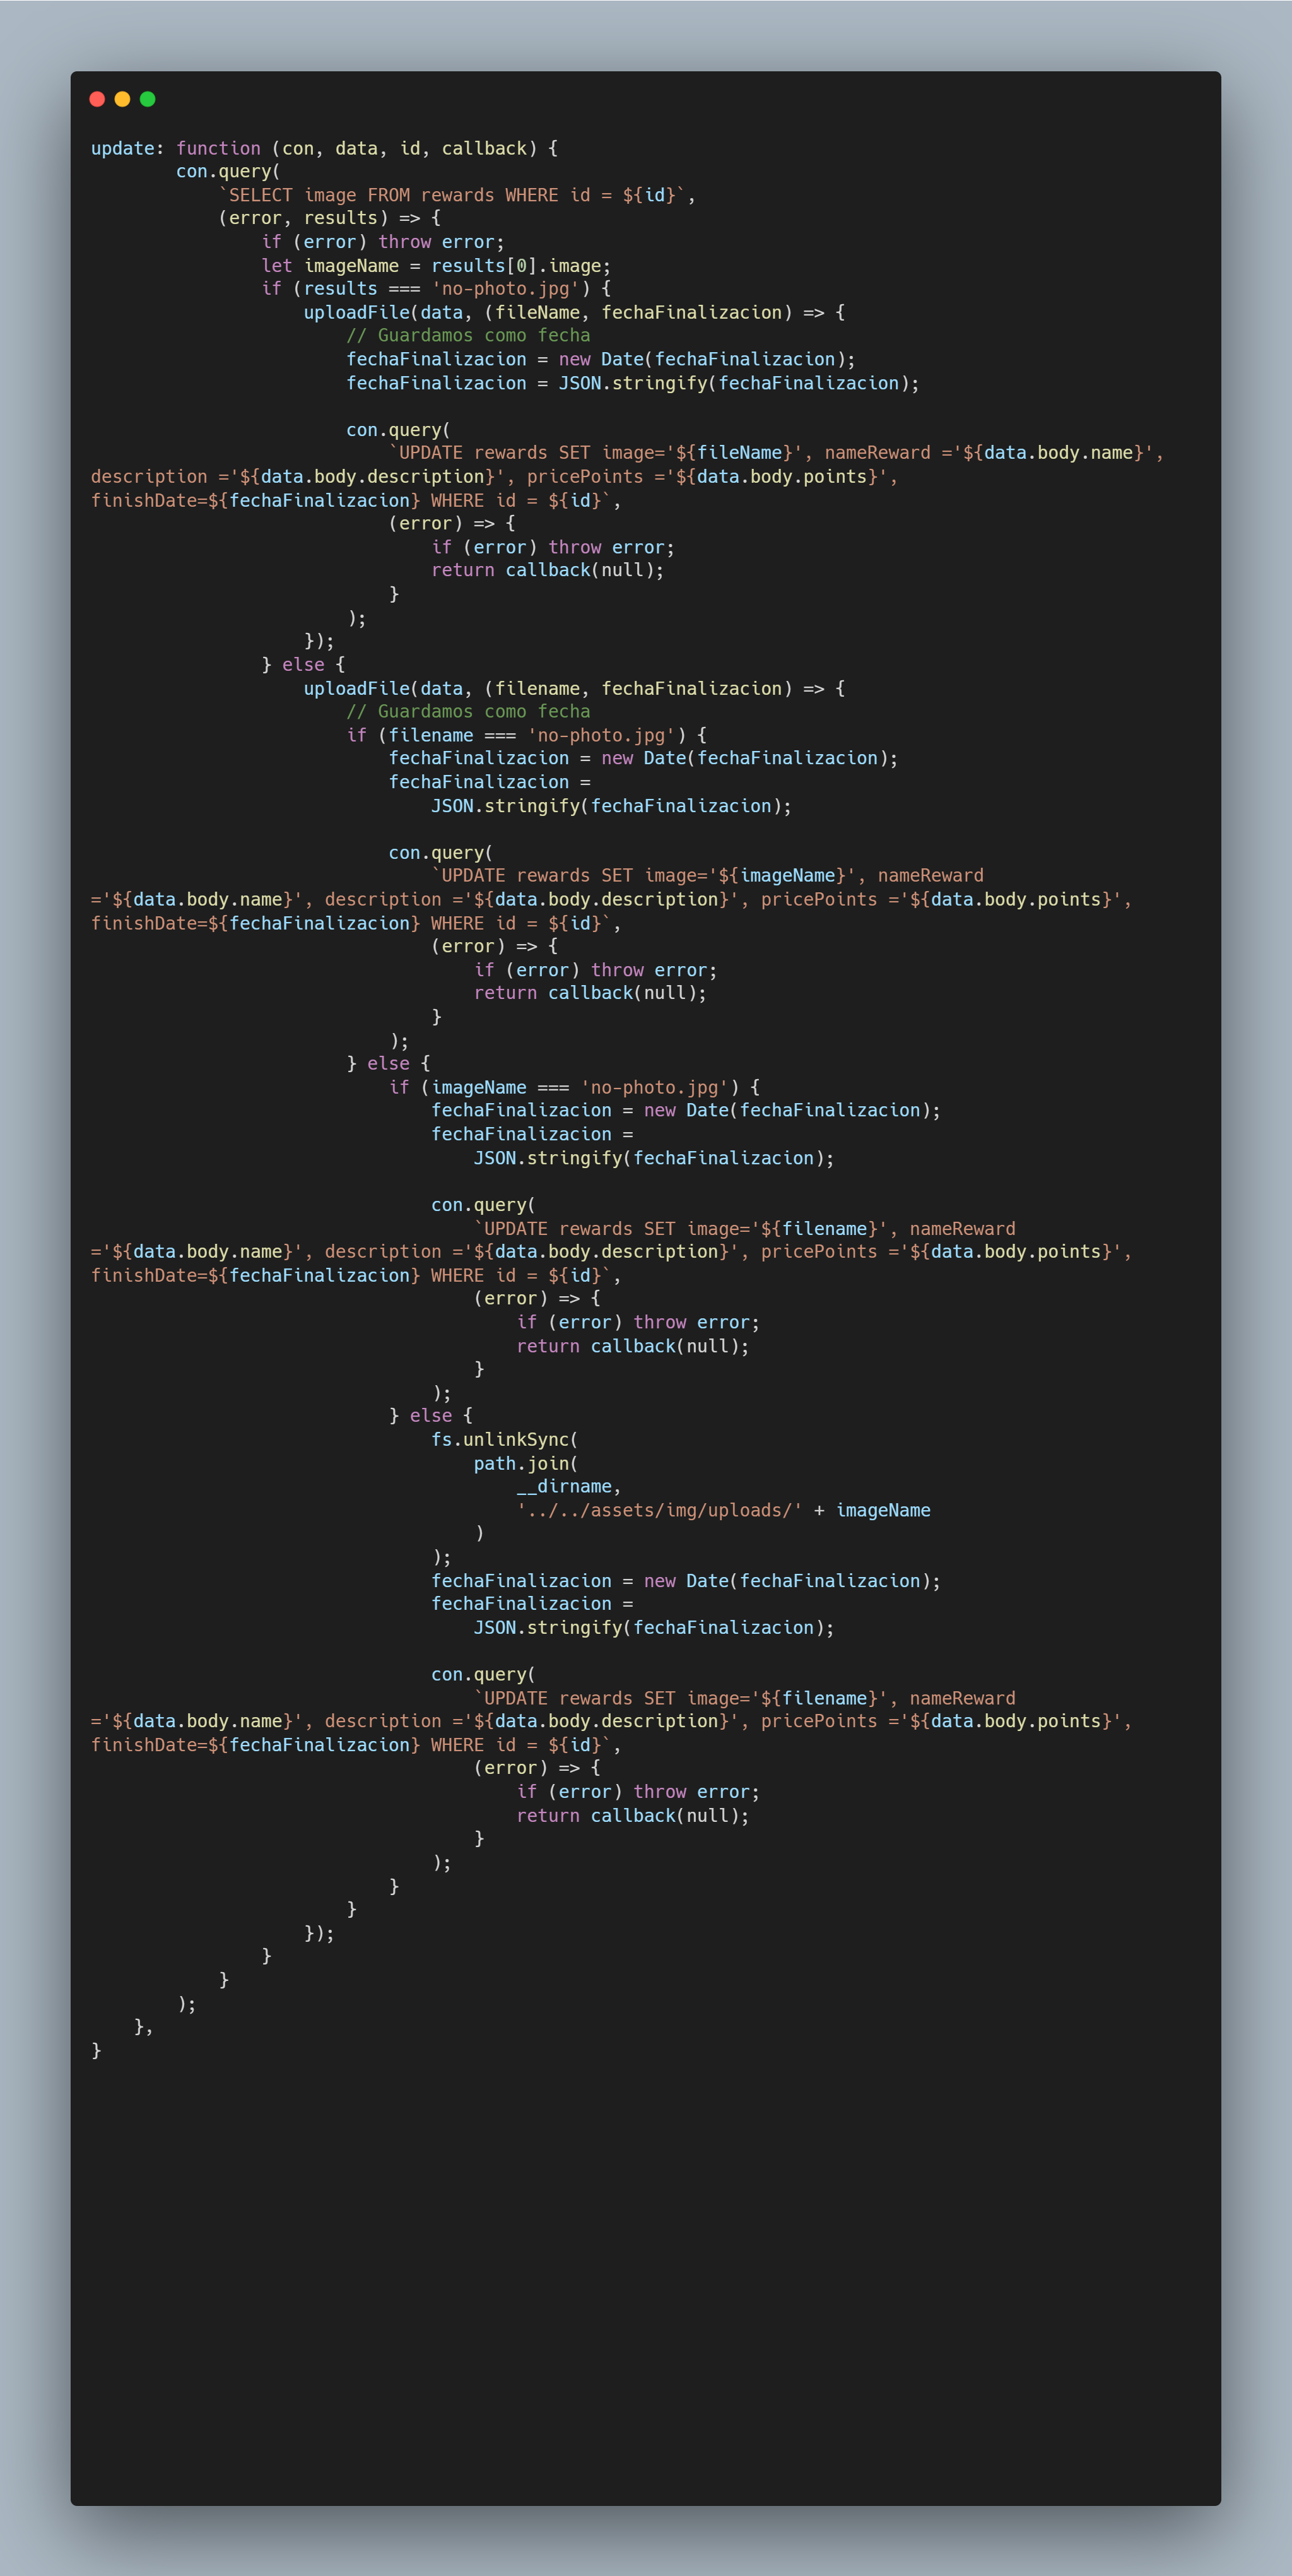 update: function (con, data, id, callback) {
        con.query(
            `SELECT image FROM rewards WHERE id = ${id}`,
            (error, results) => {
                if (error) throw error;
                let imageName = results[0].image;
                if (results === 'no-photo.jpg') {
                    uploadFile(data, (fileName, fechaFinalizacion) => {
                        // Guardamos como fecha
                        fechaFinalizacion = new Date(fechaFinalizacion);
                        fechaFinalizacion = JSON.stringify(fechaFinalizacion);

                        con.query(
                            `UPDATE rewards SET image='${fileName}', nameReward ='${data.body.name}',
description ='${data.body.description}', pricePoints ='${data.body.points}',
finishDate=${fechaFinalizacion} WHERE id = ${id}`,
                            (error) => {
                                if (error) throw error;
                                return callback(null);
                            }
                        );
                    });
                } else {
                    uploadFile(data, (filename, fechaFinalizacion) => {
                        // Guardamos como fecha
                        if (filename === 'no-photo.jpg') {
                            fechaFinalizacion = new Date(fechaFinalizacion);
                            fechaFinalizacion =
                                JSON.stringify(fechaFinalizacion);

                            con.query(
                                `UPDATE rewards SET image='${imageName}', nameReward
='${data.body.name}', description ='${data.body.description}', pricePoints ='${data.body.points}',
finishDate=${fechaFinalizacion} WHERE id = ${id}`,
                                (error) => {
                                    if (error) throw error;
                                    return callback(null);
                                }
                            );
                        } else {
                            if (imageName === 'no-photo.jpg') {
                                fechaFinalizacion = new Date(fechaFinalizacion);
                                fechaFinalizacion =
                                    JSON.stringify(fechaFinalizacion);

                                con.query(
                                    `UPDATE rewards SET image='${filename}', nameReward
='${data.body.name}', description ='${data.body.description}', pricePoints ='${data.body.points}',
finishDate=${fechaFinalizacion} WHERE id = ${id}`,
                                    (error) => {
                                        if (error) throw error;
                                        return callback(null);
                                    }
                                );
                            } else {
                                fs.unlinkSync(
                                    path.join(
                                        __dirname,
                                        '../../assets/img/uploads/' + imageName
                                    )
                                );
                                fechaFinalizacion = new Date(fechaFinalizacion);
                                fechaFinalizacion =
                                    JSON.stringify(fechaFinalizacion);

                                con.query(
                                    `UPDATE rewards SET image='${filename}', nameReward
='${data.body.name}', description ='${data.body.description}', pricePoints ='${data.body.points}',
finishDate=${fechaFinalizacion} WHERE id = ${id}`,
                                    (error) => {
                                        if (error) throw error;
                                        return callback(null);
                                    }
                                );
                            }
                        }
                    });
                }
            }
        );
    },
}